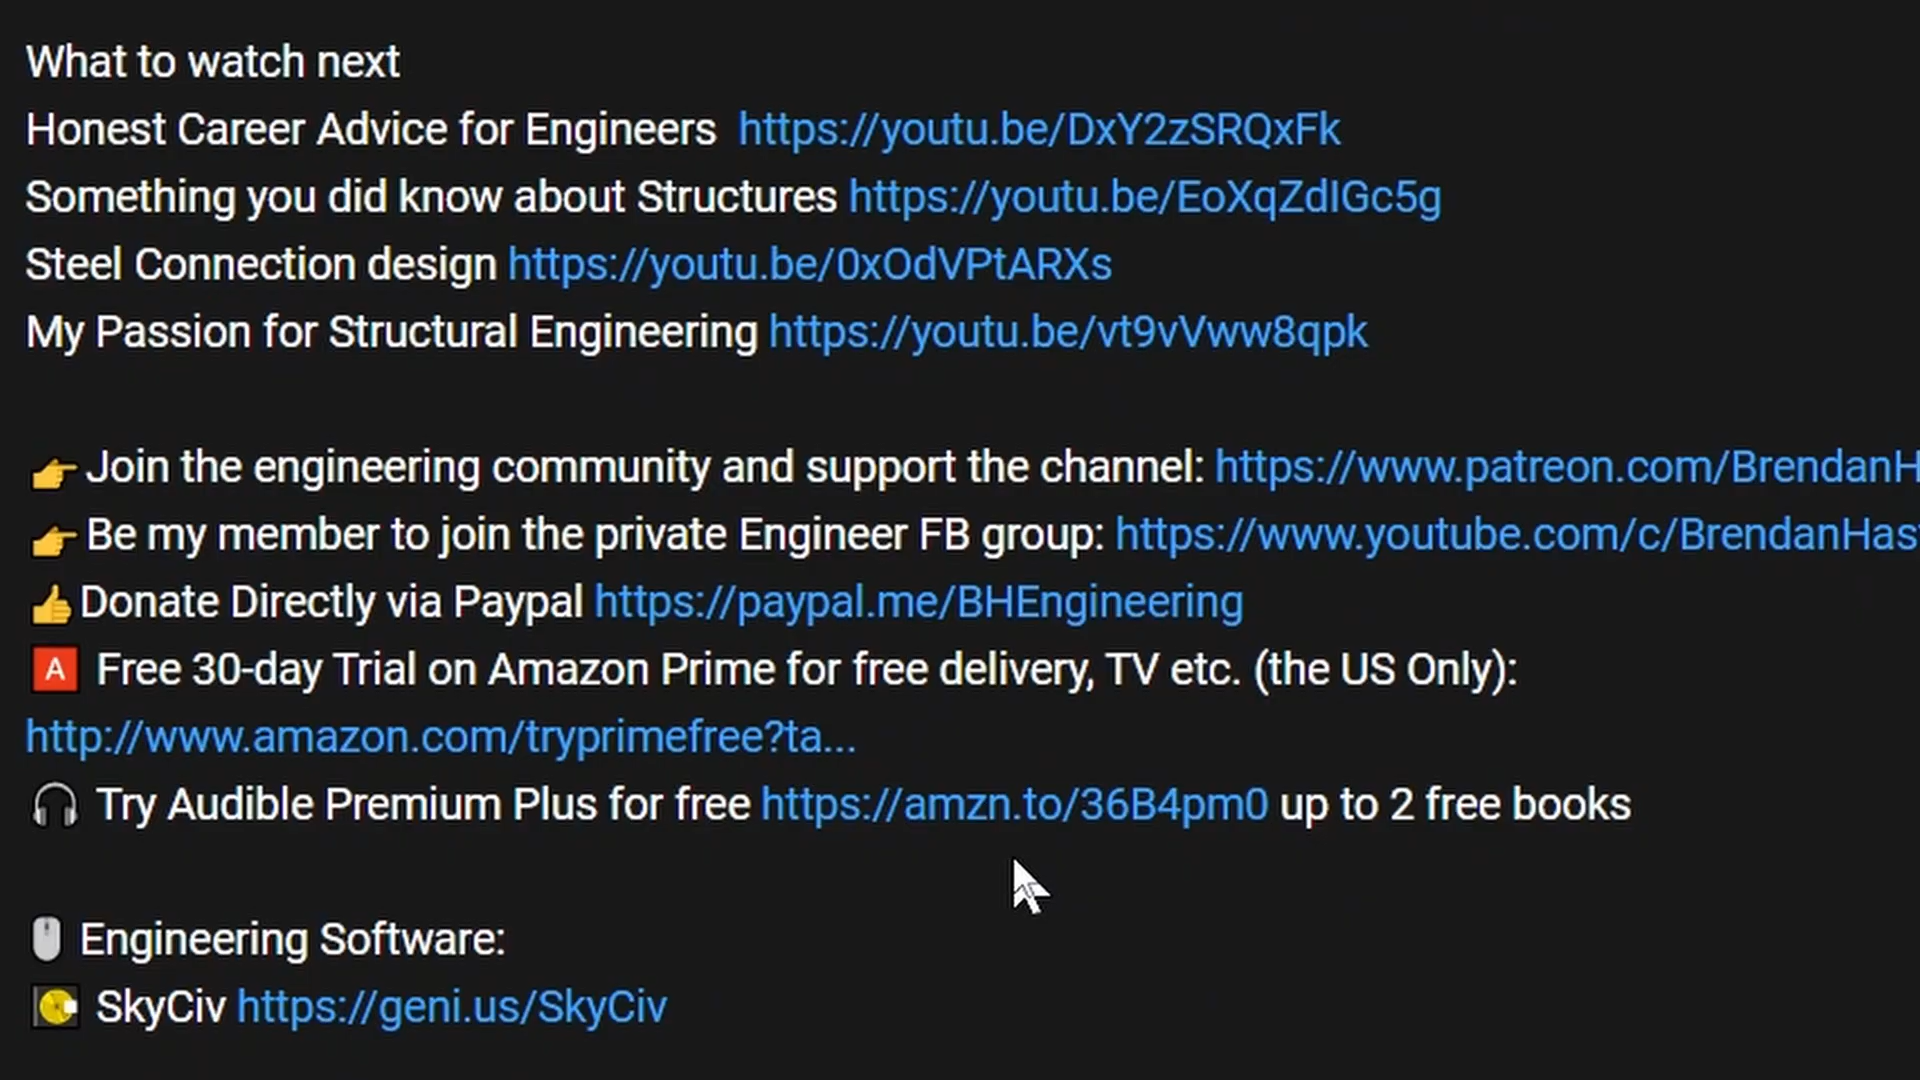 What to watch next
Honest Career Advice for Engineers https://youtu.be/DxY2zSRQxFk
Something you did know about Structures https://youtu.be/EoXqZdIGc5g
Steel Connection design https://youtu.be/0xOdVPtARXs
My Passion for Structural Engineering https://youtu.be/vt9vVww8qpk
👉Join the engineering community and support the channel: https://www.patreon.com/BrendanH
👉Be my member to join the private Engineer FB group: https://www.youtube.com/c/BrendanHas
👍Donate Directly via Paypal https://paypal.me/BHEngineering
🅰 Free 30-day Trial on Amazon Prime for free delivery, TV etc. (the US Only):
http://www.amazon.com/tryprimefree?ta...
🎧 Try Audible Premium Plus for free https://amzn.to/36B4pm0 up to 2 free books
🖱 Engineering Software:
💽 SkyCiv https://geni.us/SkyCiv